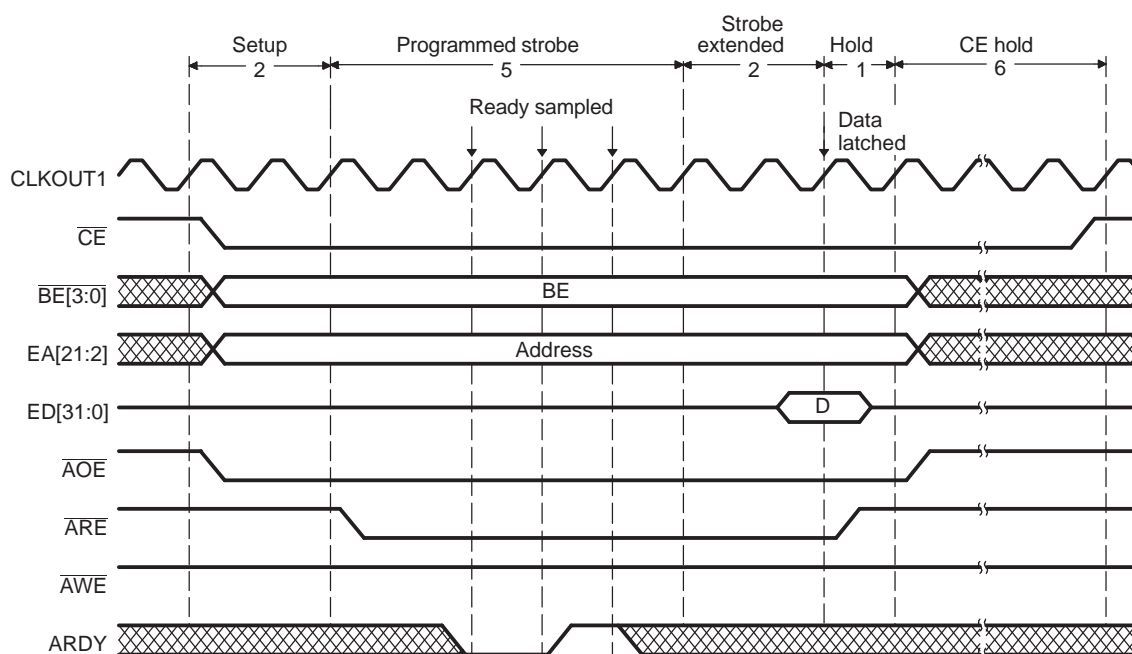 Setup
2
Programmed strobe
5
Strobe
extended
2
Hold
1
CE hold
6
Ready sampled
Data
latched
CLKOUT1
CE
BE[3:0]
BE
EA[21:2]
Address
ED[31:0]
D
AOE
ARE
AWE
ARDY